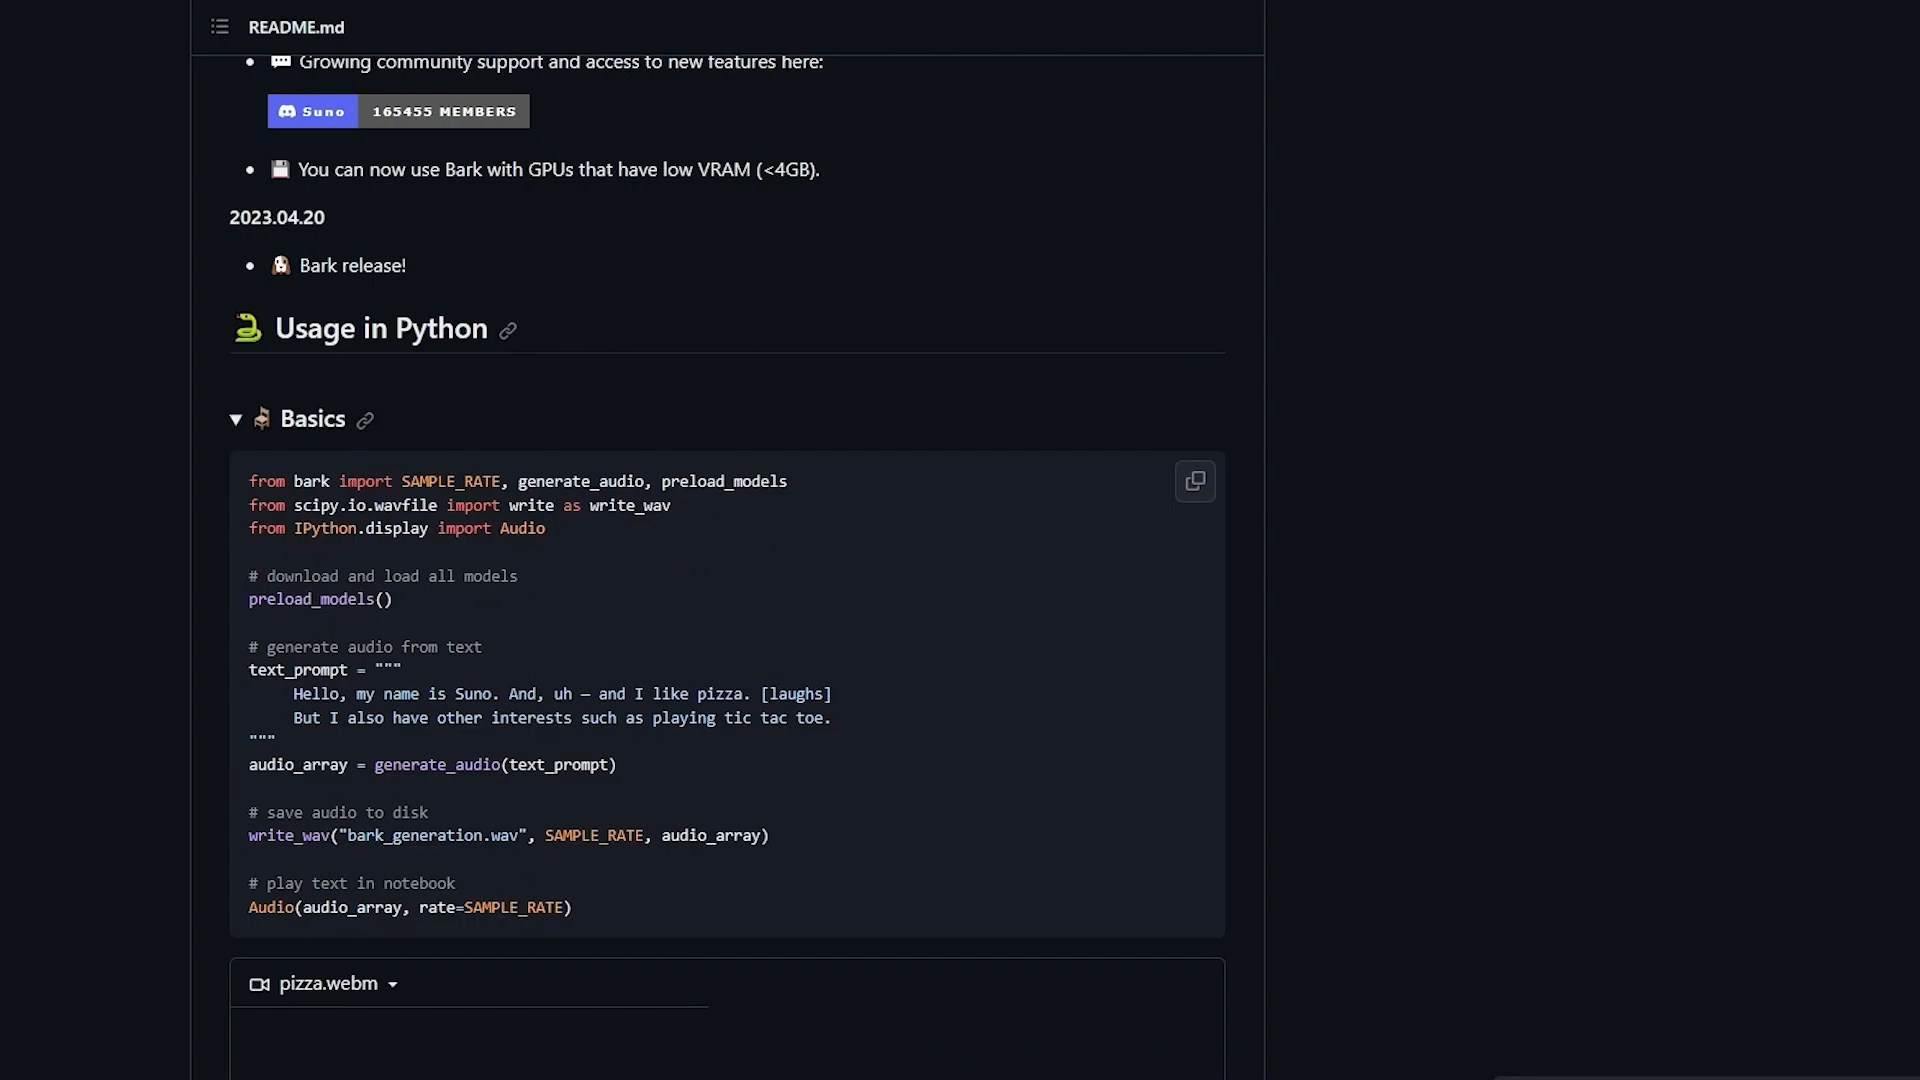 README.md
Growing community support and access to new features here:
Suno 165455 MEMBERS
You can now use Bark with GPUs that have low VRAM (<4GB).
2023.04.20
Bark release!
Usage in Python
Basics
from bark import SAMPLE_RATE, generate_audio, preload_models
from scipy.io.wavfile import write as write_wav
from IPython.display import Audio
# download and load all models
preload_models()
# generate audio from text
text_prompt = """
Hello, my name is Suno. And, uh — and I like pizza. [laughs]
But I also have other interests such as playing tic tac toe.
"""
audio_array = generate_audio(text_prompt)
# save audio to disk
write_wav("bark_generation.wav", SAMPLE_RATE, audio_array)
# play text in notebook
Audio(audio_array, rate=SAMPLE_RATE)
pizza.webm